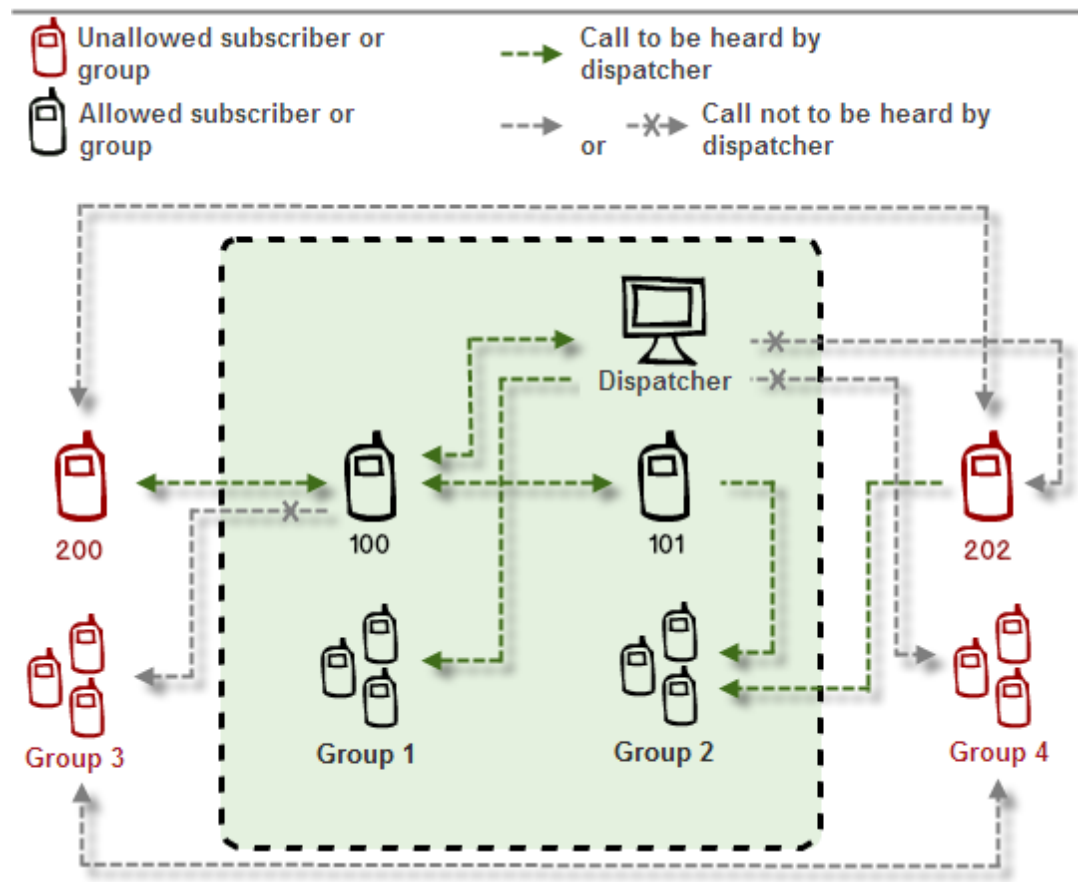 Unallowed subscriber or
group
Call to be heard by
dispatcher
Allowed subscriber or
group
or
Call not to be heard by
dispatcher
Dispatcher
200
100
101
202
Group 3
Group 1
Group 2
Group 4